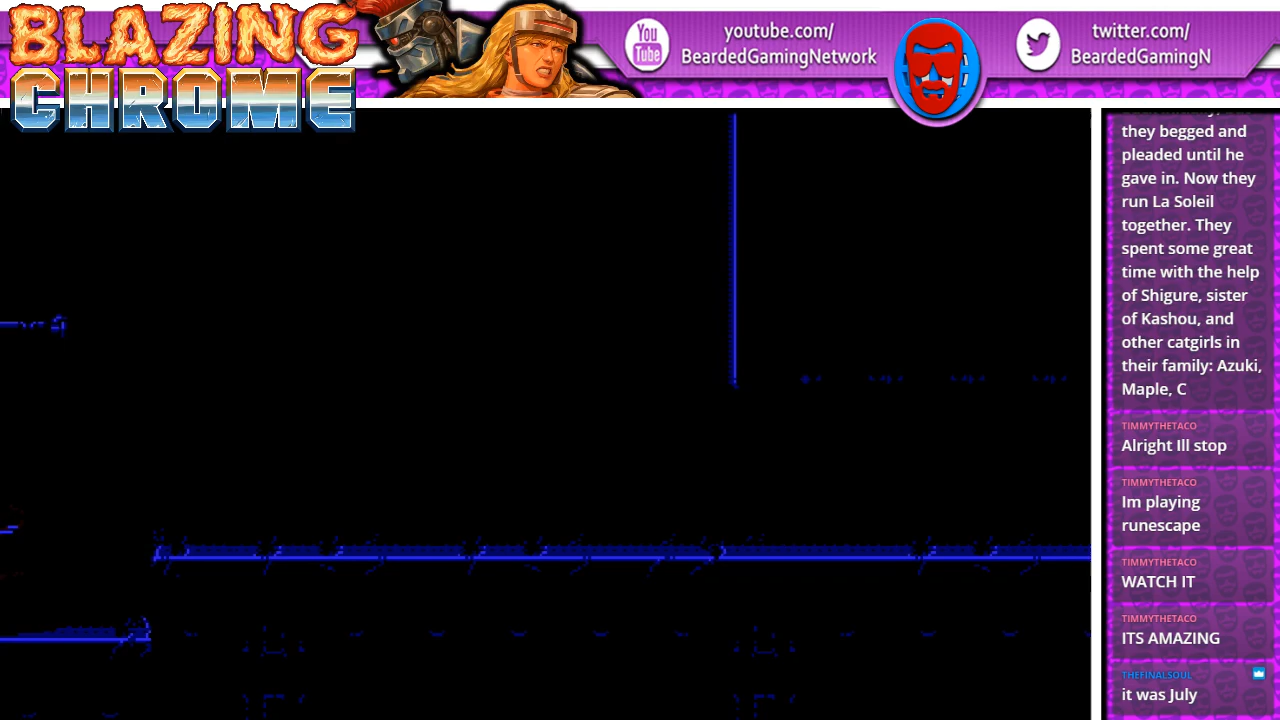 BLAZING
CHROME
You
Tube
youtube.com/
BeardedGamingNetwork
twitter.com/
BeardedGamingN
they begged and
pleaded until he
gave in. Now they
run La Soleil
together. They
spent some great
time with the help
of Shigure, sister
of Kashou, and
other catgirls in
their family: Azuki,
Maple, C
TIMMYTHETACO
Alright Ill stop
TIMMYTHETACO
Im playing
runescape
TIMMYTHETACO
WATCH IT
TIMMYTHETACO
ITS AMAZING
THEFINALSOUL
it was July